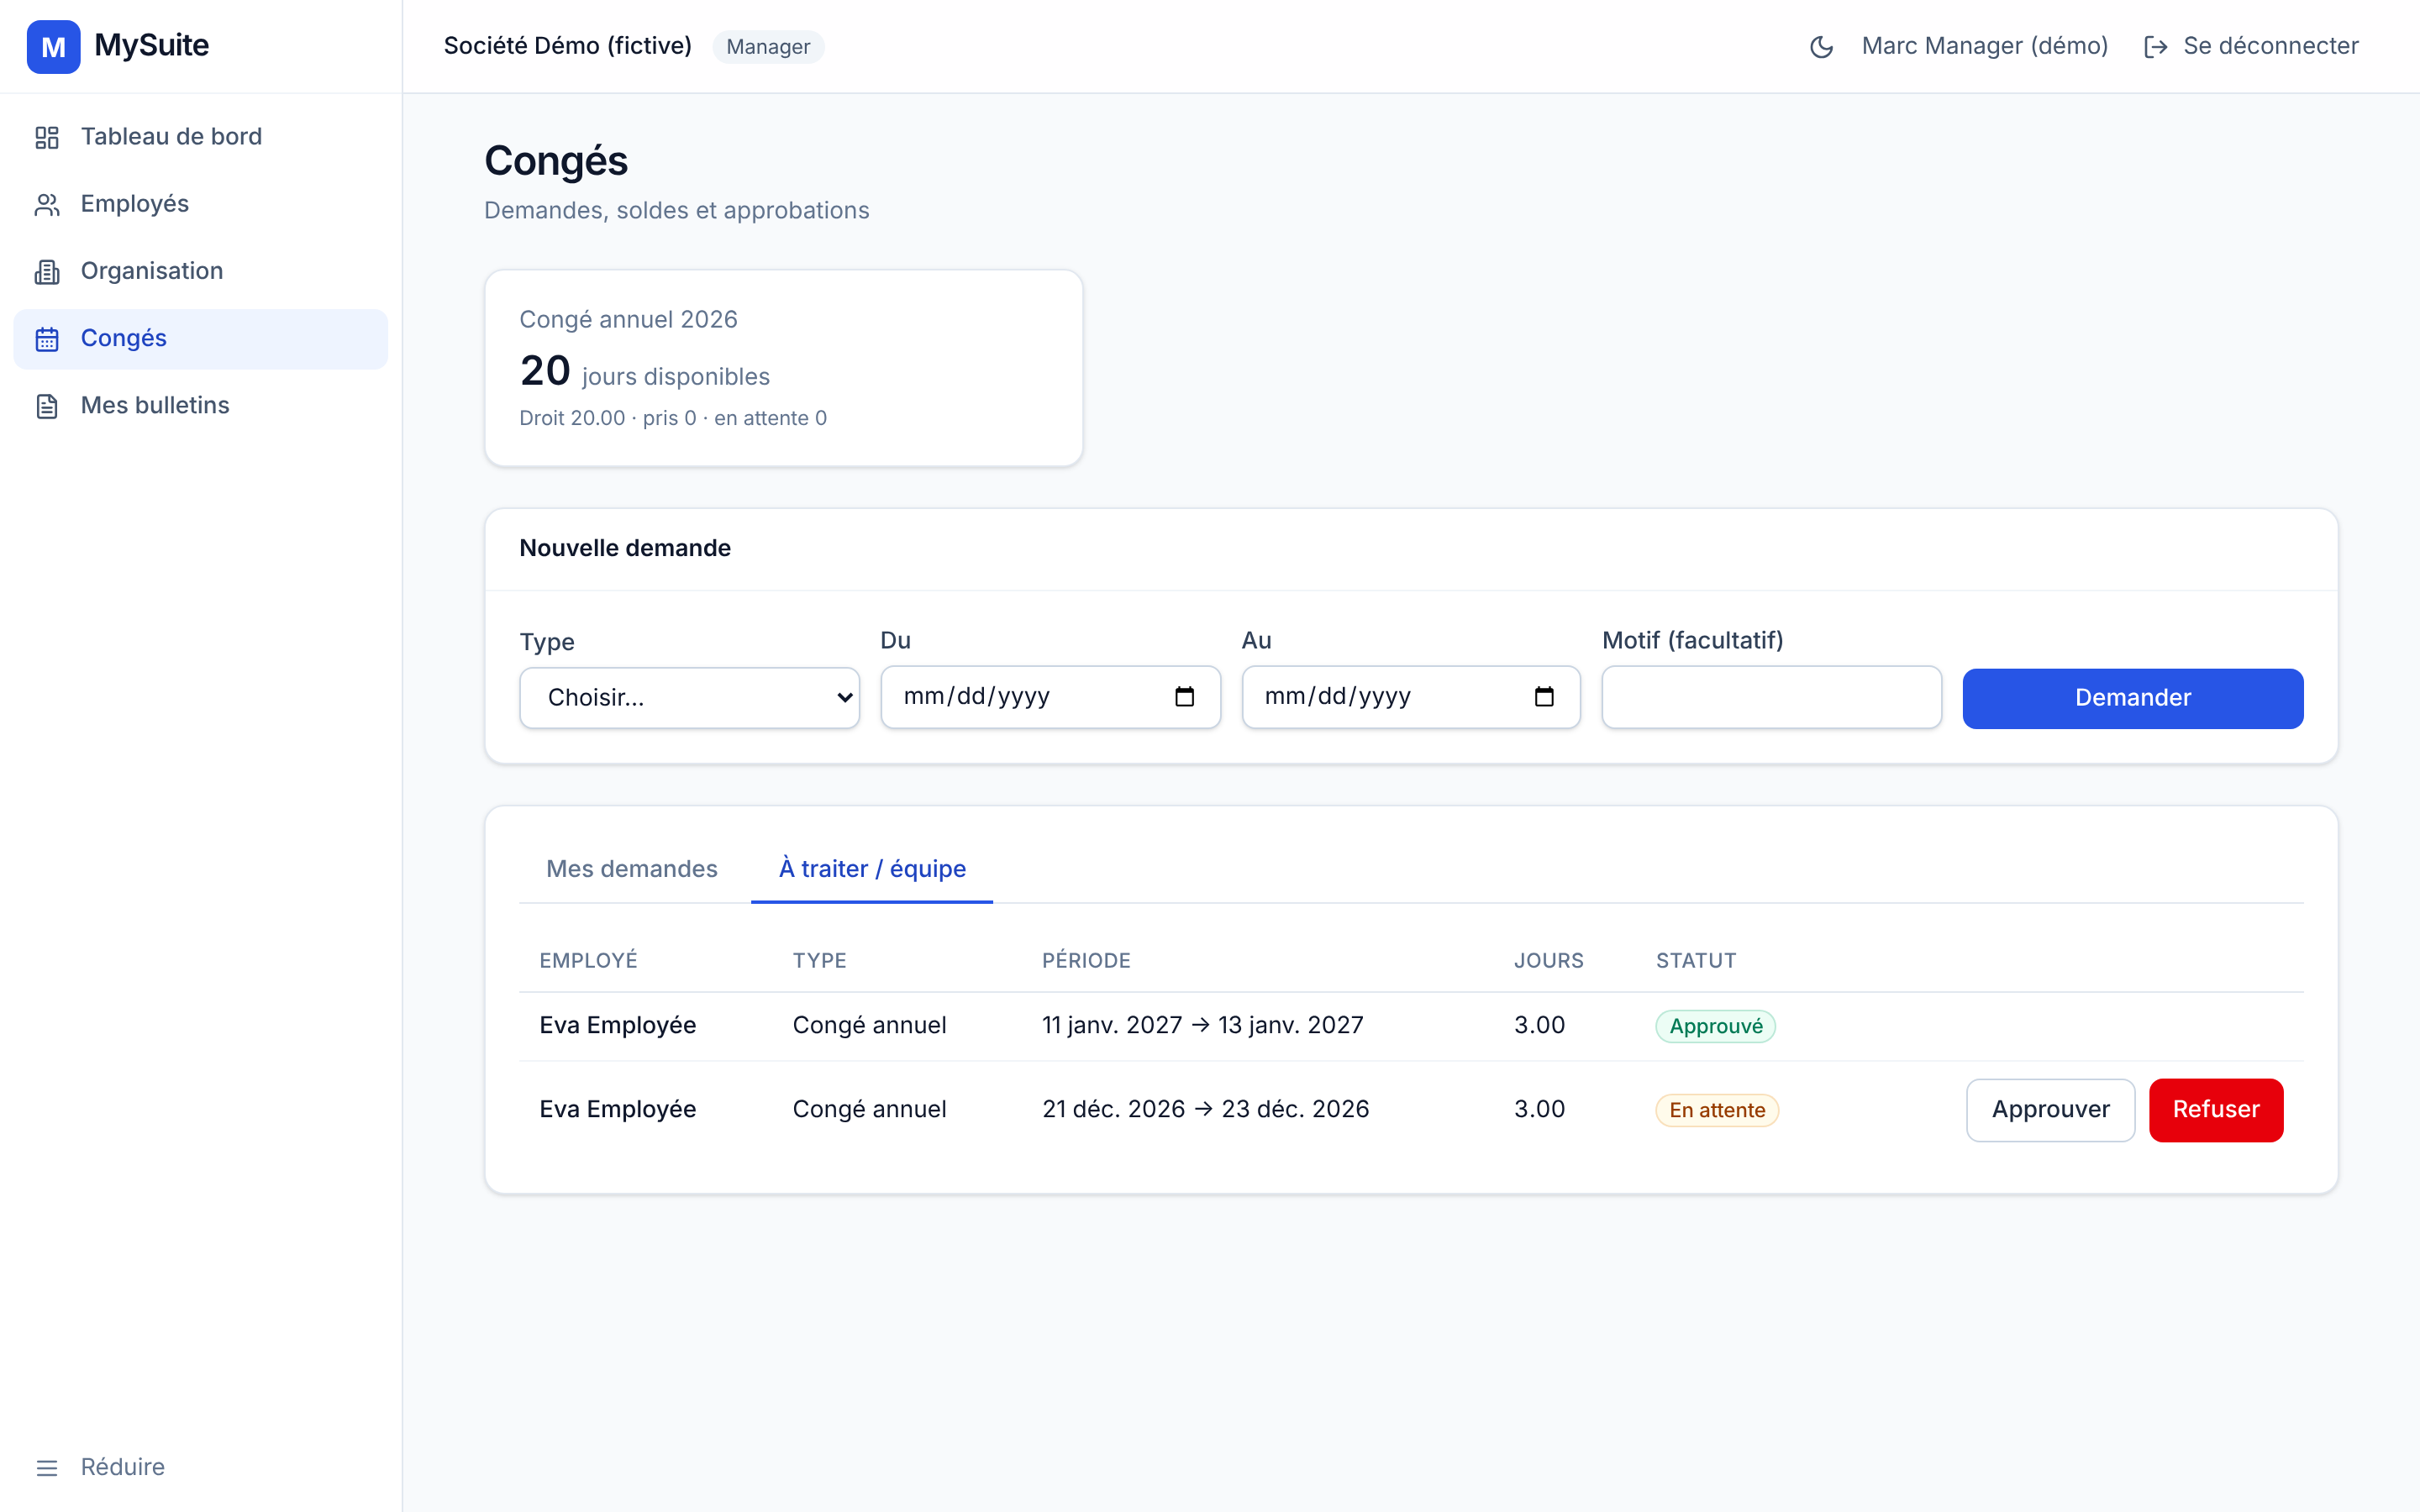 M MySuite
Société Démo (fictive) Manager Marc Manager (démo) Se déconnecter
Tableau de bord
Employés
Organisation
Congés
Mes bulletins
Réduire
Congés
Demandes, soldes et approbations
Congé annuel 2026
20 jours disponibles
Droit 20.00 · pris 0 · en attente 0
Nouvelle demande
Type Du Au Motif (facultatif)
Choisir... mm/dd/yyyy mm/dd/yyyy Demander
Mes demandes À traiter / équipe
EMPLOYÉ TYPE PÉRIODE JOURS STATUT
Eva Employée Congé annuel 11 janv. 2027 → 13 janv. 2027 3.00 Approuvé
Eva Employée Congé annuel 21 déc. 2026 → 23 déc. 2026 3.00 En attente Approuver Refuser